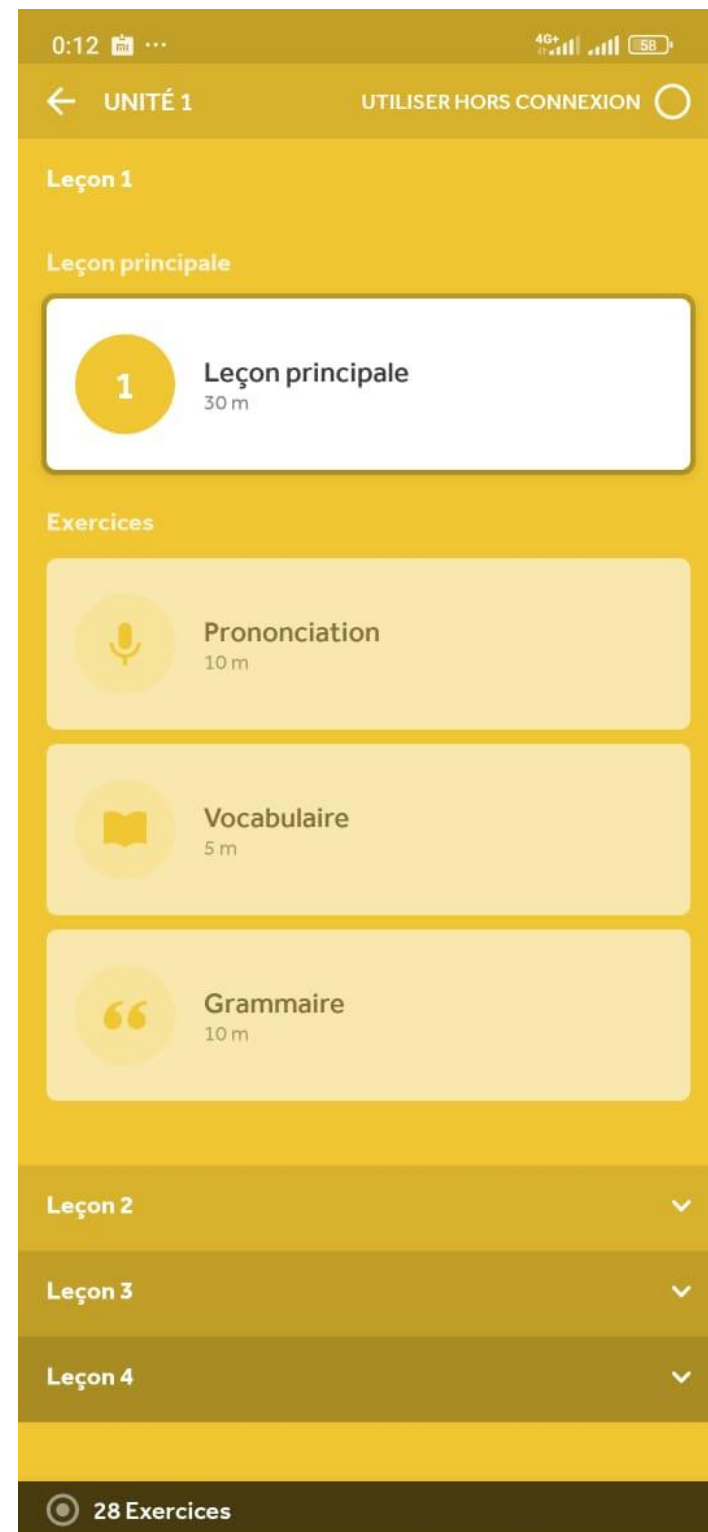 0:12 ... 4G+ 58
UNITÉ 1 UTILISER HORS CONNEXION
Leçon 1
Leçon principale
1 Leçon principale
30 m
Exercices
Prononciation
10 m
Vocabulaire
5 m
Grammaire
10 m
Leçon 2
Leçon 3
Leçon 4
28 Exercices